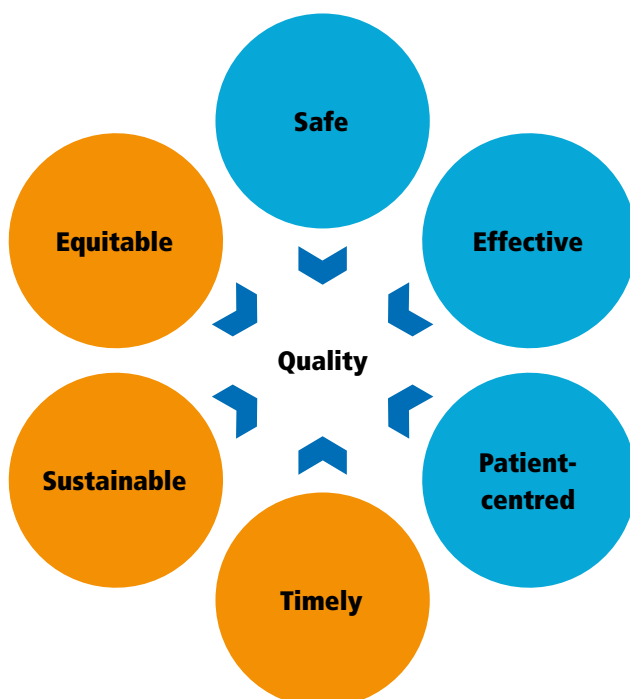 Safe
Effective
Patient-
centred
Timely
Sustainable
Equitable
Quality